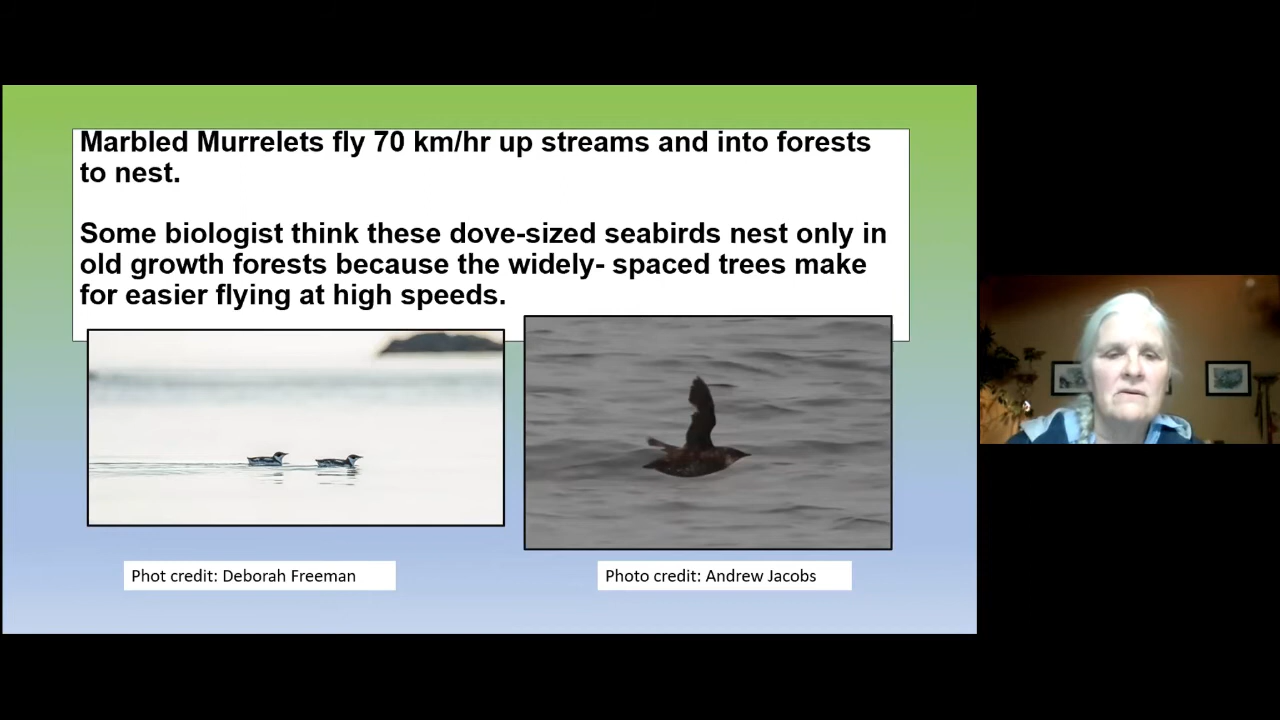 Marbled Murrelets fly 70 km/hr up streams and into forests
to nest.
Some biologist think these dove-sized seabirds nest only in
old growth forests because the widely- spaced trees make
for easier flying at high speeds.
Phot credit: Deborah Freeman
Photo credit: Andrew Jacobs